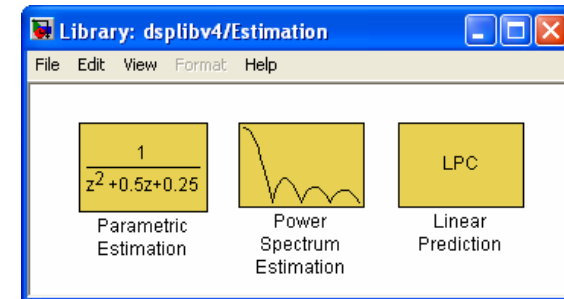 Library: dsplibv4/Estimation
File Edit View Format Help
1
z2 +0.5z+0.25
LPC
Parametric
Estimation
Power
Spectrum
Estimation
Linear
Prediction